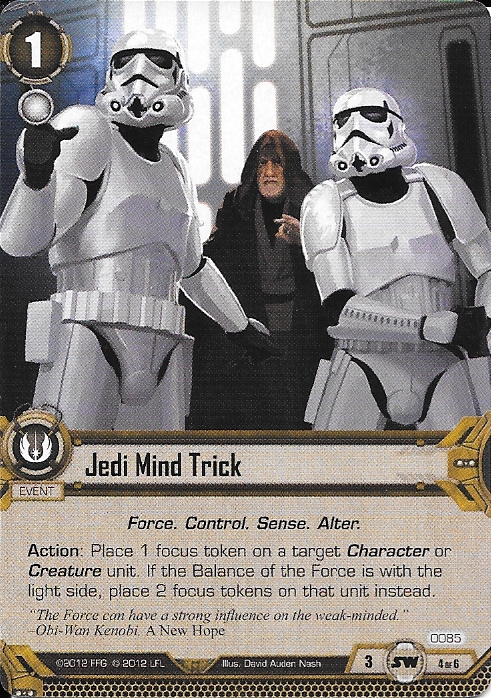 1
Jedi Mind Trick
EVENT
Force. Control. Sense. Alter.
Action: Place 1 focus token on a target Character or
Creature unit. If the Balance of the Force is with the
light side, place 2 focus tokens on that unit instead.
"The Force can have a strong influence on the weak-minded."
–Obi-Wan Kenobi, A New Hope
0085
©2012 FFG © 2012 LFL Illus. David Auden Nash 3 SW 4 OF 6